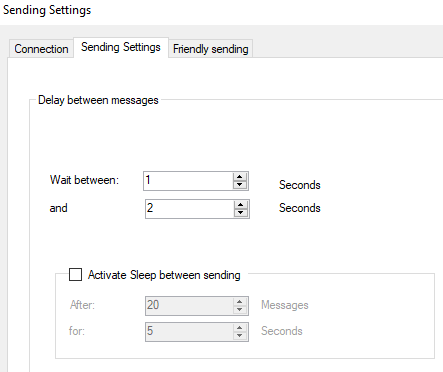 Sending Settings
Connection Sending Settings Friendly sending
Delay between messages
Wait between: 1 Seconds
and 2 Seconds
Activate Sleep between sending
After: 20 Messages
for: 5 Seconds